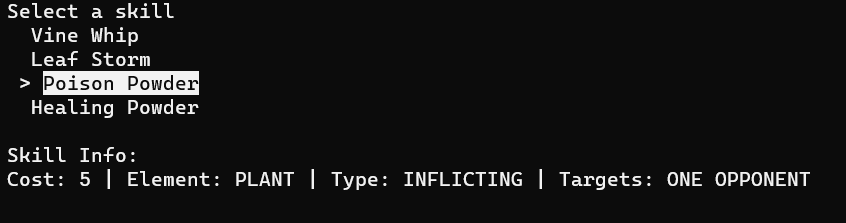 Select a skill
Vine Whip
Leaf Storm
> Poison Powder
Healing Powder
Skill Info:
Cost: 5 | Element: PLANT | Type: INFLICTING | Targets: ONE OPPONENT